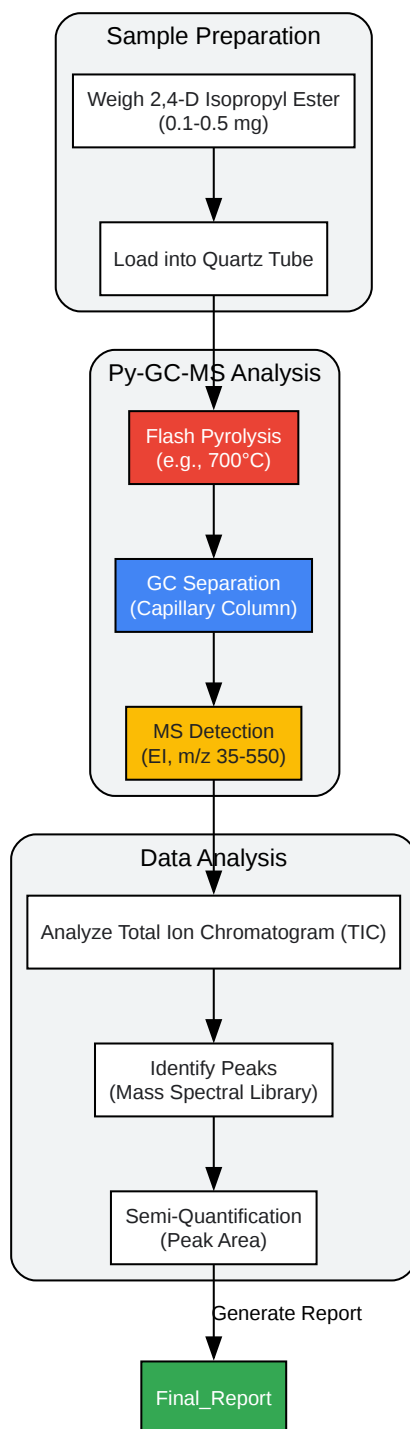 Sample Preparation
Weigh 2,4-D Isopropyl Ester
(0.1-0.5 mg)
Load into Quartz Tube
Py-GC-MS Analysis
Flash Pyrolysis
(e.g., 700°C)
GC Separation
(Capillary Column)
MS Detection
(EI, m/z 35-550)
Data Analysis
Analyze Total Ion Chromatogram (TIC)
Identify Peaks
(Mass Spectral Library)
Semi-Quantification
(Peak Area)
Generate Report
Final_Report